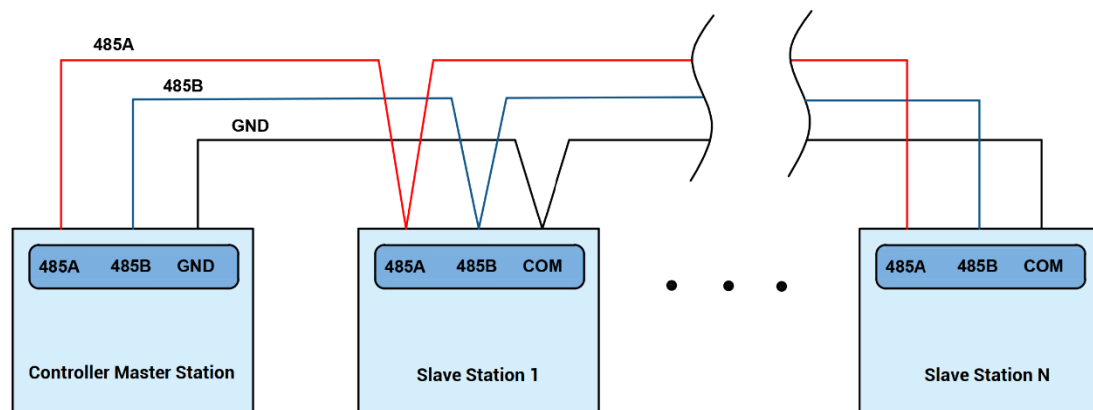 485A
485B
GND
485A 485B GND
485A 485B COM
485A 485B COM
Controller Master Station
Slave Station 1
Slave Station N